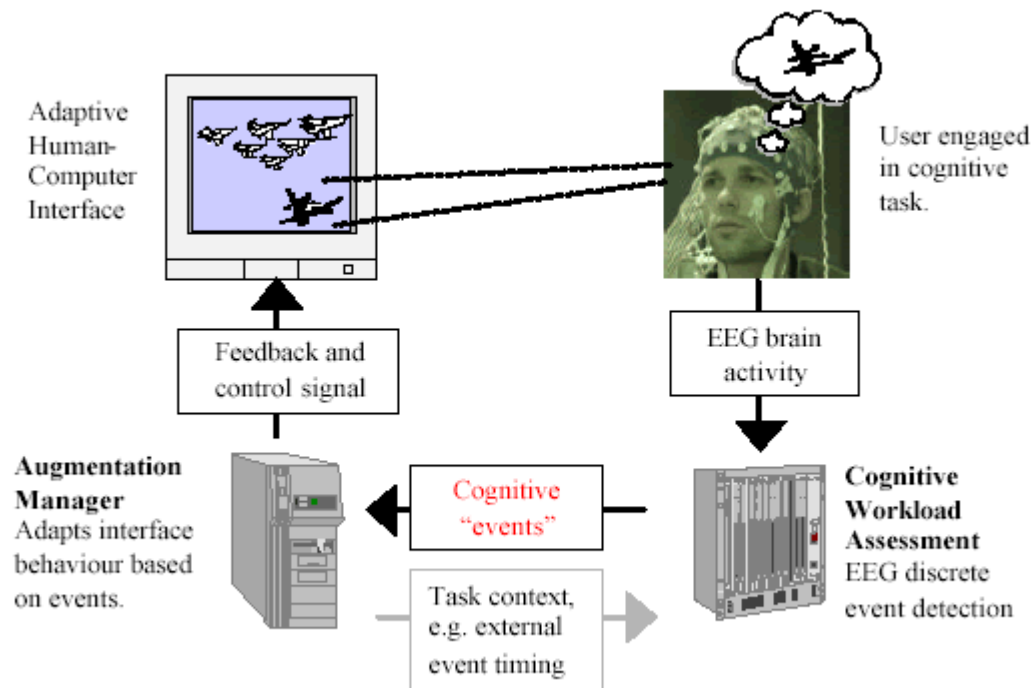 Adaptive
Human-
Computer
Interface
User engaged
in cognitive
task.
Feedback and
control signal
EEG brain
activity
Augmentation
Manager
Adapts interface
behaviour based
on events.
Cognitive
“events”
Cognitive
Workload
Assessment
EEG discrete
event detection
Task context,
e.g. external
event timing